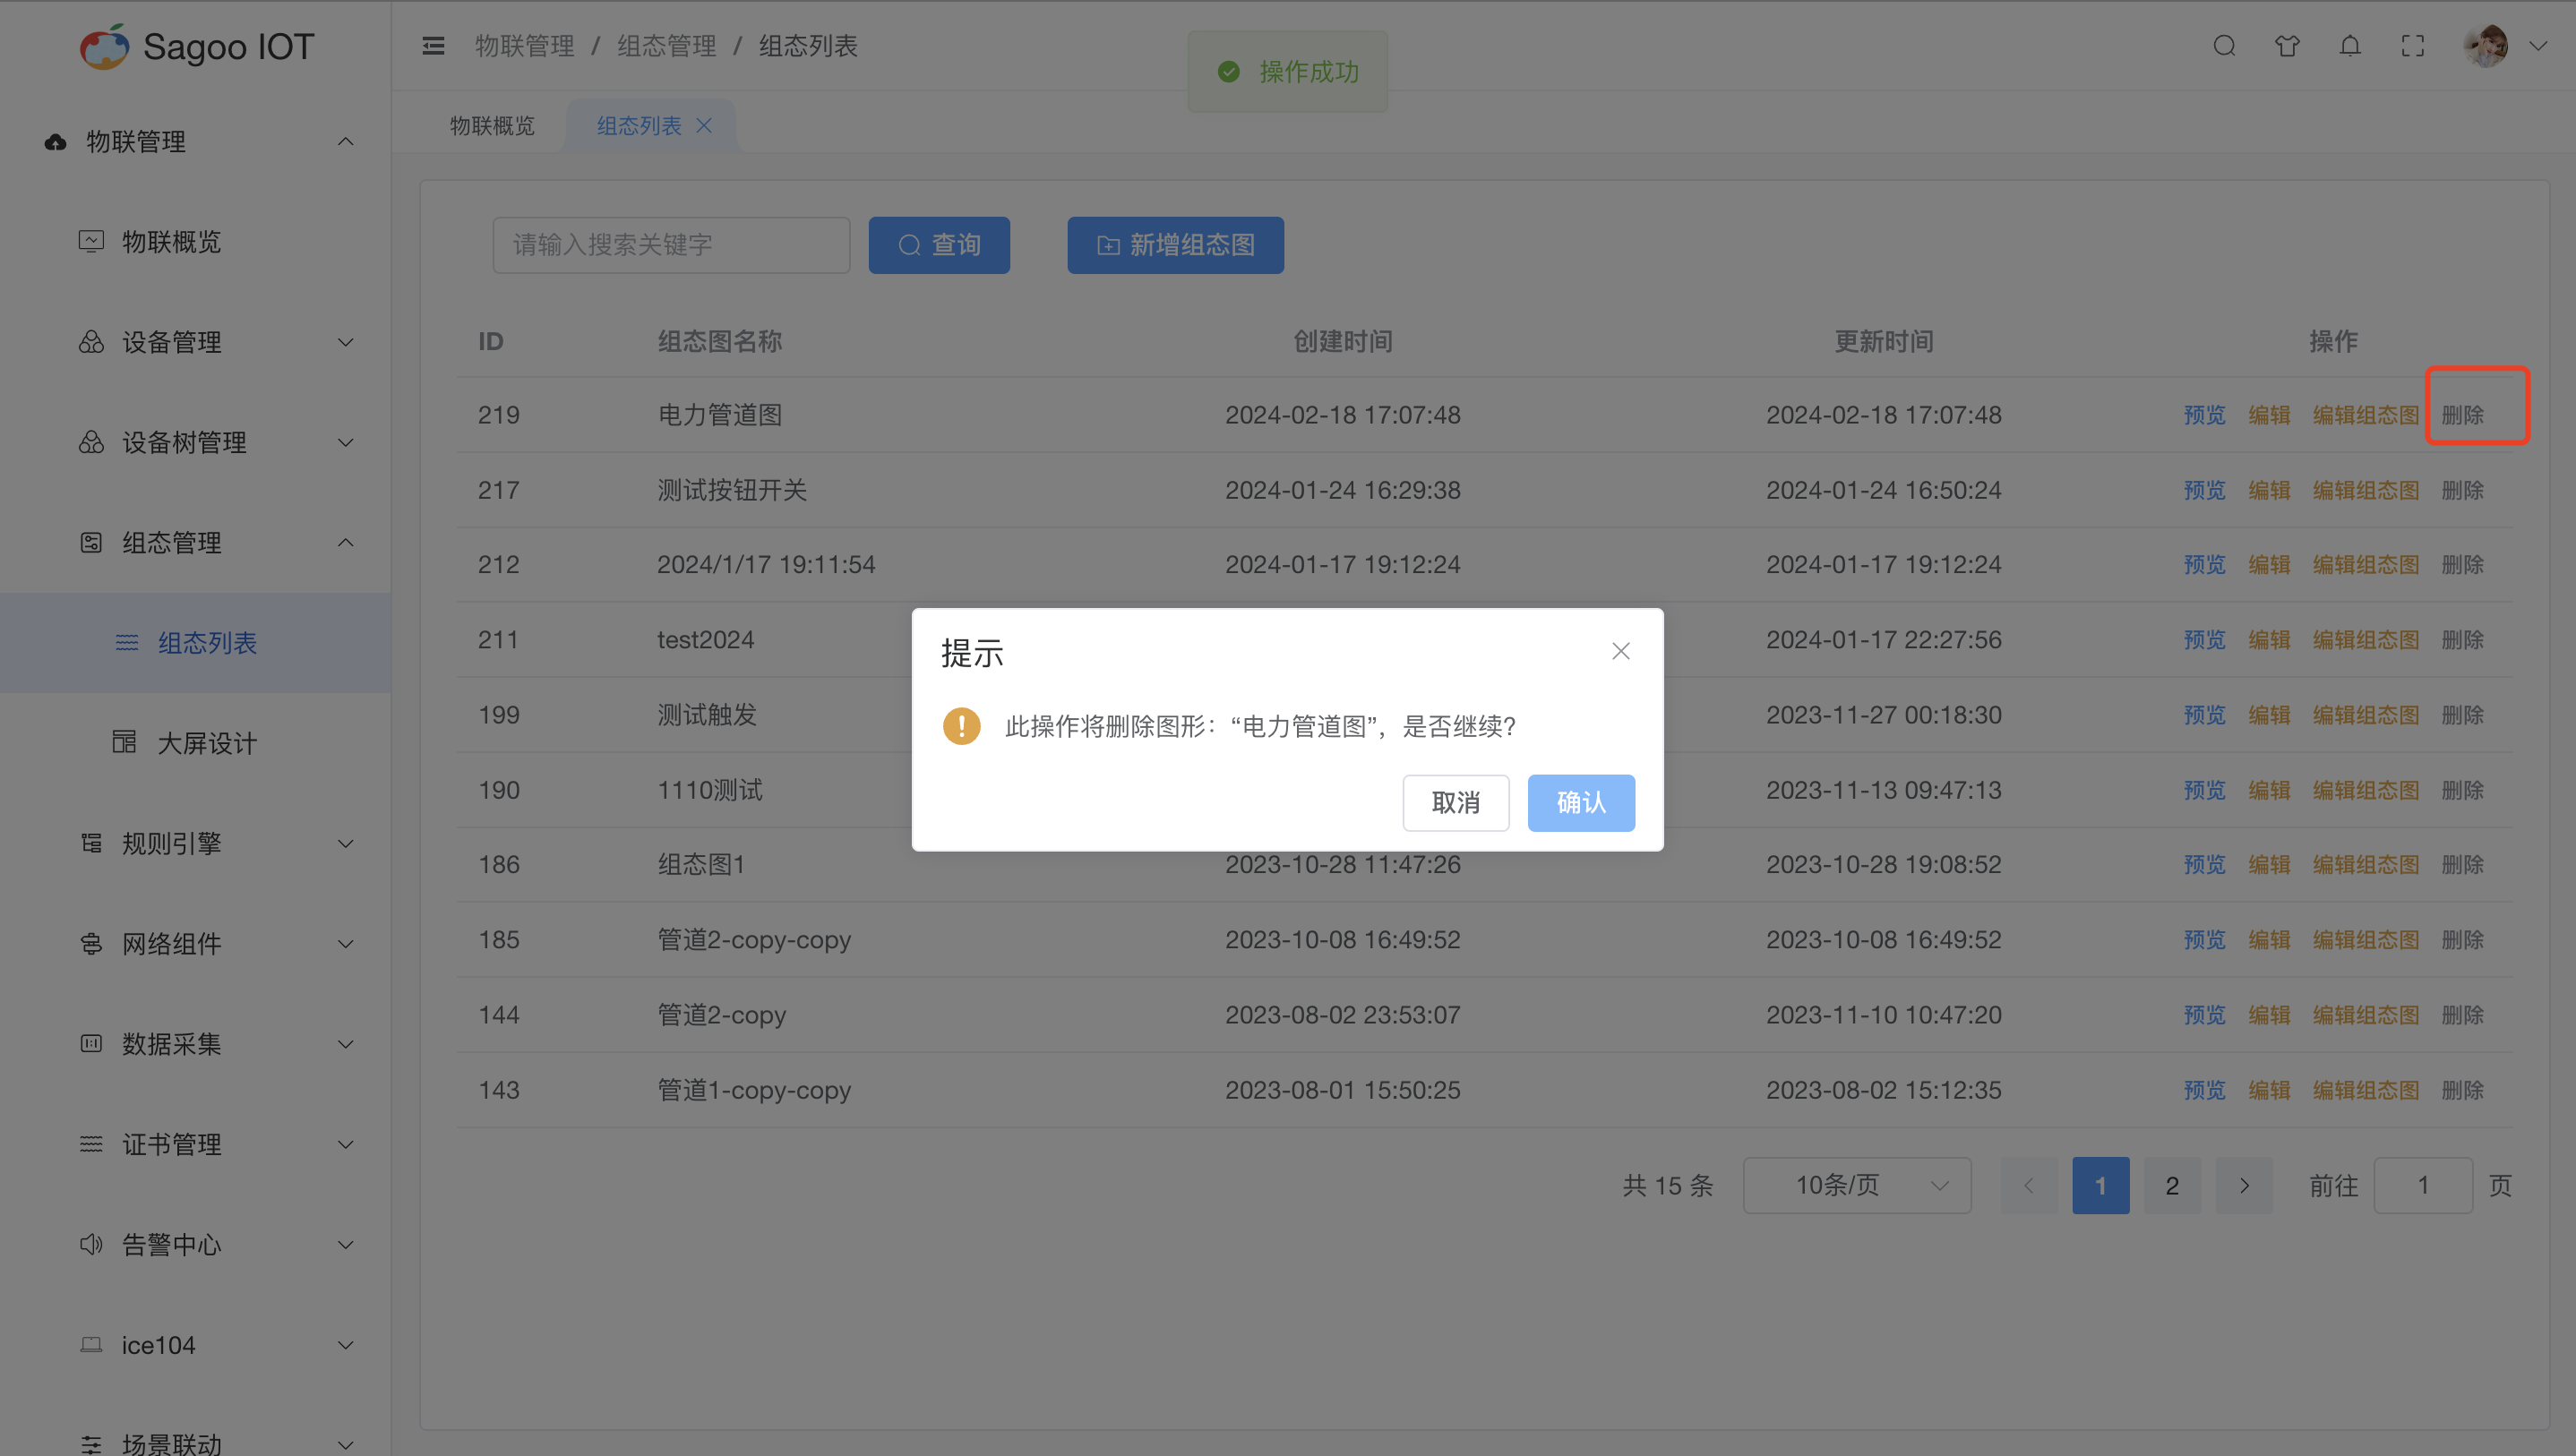 Sagoo IOT
物联管理 / 组态管理 / 组态列表
操作成功
物联概览
组态列表
物联管理
物联概览
设备管理
设备树管理
组态管理
组态列表
大屏设计
规则引擎
网络组件
数据采集
证书管理
告警中心
ice104
场景联动
请输入搜索关键字
查询
新增组态图
ID 组态图名称 创建时间 更新时间 操作
219 电力管道图 2024-02-18 17:07:48 2024-02-18 17:07:48 预览 编辑 编辑组态图 删除
217 测试按钮开关 2024-01-24 16:29:38 2024-01-24 16:50:24 预览 编辑 编辑组态图 删除
212 2024/1/17 19:11:54 2024-01-17 19:12:24 2024-01-17 19:12:24 预览 编辑 编辑组态图 删除
211 test2024 2024-01-17 22:27:56 预览 编辑 编辑组态图 删除
199 测试触发 2023-11-27 00:18:30 预览 编辑 编辑组态图 删除
190 1110测试 2023-11-13 09:47:13 预览 编辑 编辑组态图 删除
186 组态图1 2023-10-28 11:47:26 2023-10-28 19:08:52 预览 编辑 编辑组态图 删除
185 管道2-copy-copy 2023-10-08 16:49:52 2023-10-08 16:49:52 预览 编辑 编辑组态图 删除
144 管道2-copy 2023-08-02 23:53:07 2023-11-10 10:47:20 预览 编辑 编辑组态图 删除
143 管道1-copy-copy 2023-08-01 15:50:25 2023-08-02 15:12:35 预览 编辑 编辑组态图 删除
共 15 条 10条/页 1 2 前往 1 页
提示
此操作将删除图形：“电力管道图”，是否继续?
取消 确认